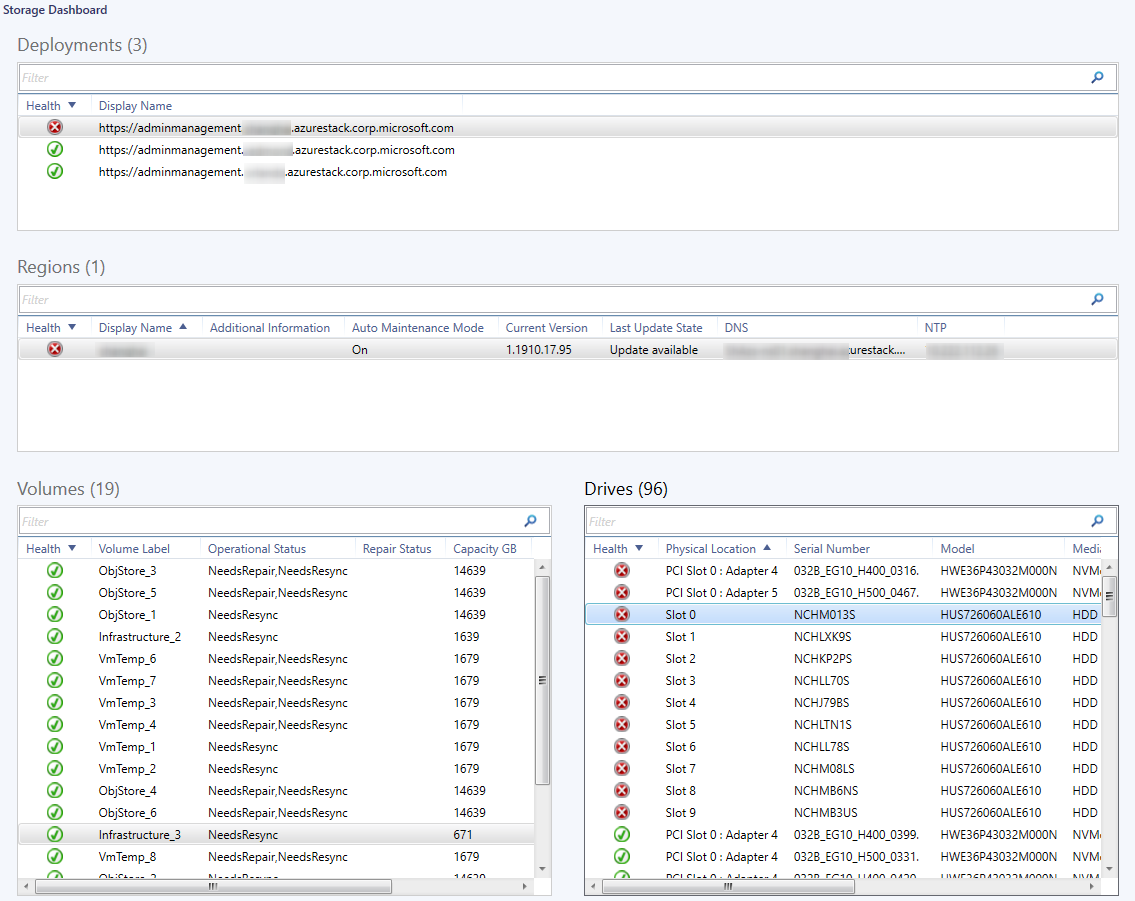 Storage Dashboard
Deployments (3)
Filter
Health Display Name
https://adminmanagement. .azurestack.corp.microsoft.com
https://adminmanagement. .azurestack.corp.microsoft.com
https://adminmanagement. .azurestack.corp.microsoft.com
Regions (1)
Filter
Health Display Name Additional Information Auto Maintenance Mode Current Version Last Update State DNS NTP
On 1.1910.17.95 Update available urestack....
Volumes (19)
Filter
Health Volume Label Operational Status Repair Status Capacity GB
ObjStore_3 NeedsRepair,NeedsResync 14639
ObjStore_5 NeedsRepair,NeedsResync 14639
ObjStore_1 NeedsRepair,NeedsResync 14639
Infrastructure_2 NeedsResync 1639
VmTemp_6 NeedsRepair,NeedsResync 1679
VmTemp_7 NeedsRepair,NeedsResync 1679
VmTemp_3 NeedsRepair,NeedsResync 1679
VmTemp_4 NeedsRepair,NeedsResync 1679
VmTemp_1 NeedsResync 1679
VmTemp_2 NeedsResync 1679
ObjStore_4 NeedsRepair,NeedsResync 14639
ObjStore_6 NeedsRepair,NeedsResync 14639
Infrastructure_3 NeedsResync 671
VmTemp_8 NeedsRepair,NeedsResync 1679
Drives (96)
Filter
Health Physical Location Serial Number Model Media
PCI Slot 0 : Adapter 4 032B_EG10_H400_0316. HWE36P43032M000N NVMe
PCI Slot 0 : Adapter 5 032B_EG10_H500_0467. HWE36P43032M000N NVMe
Slot 0 NCHM013S HUS726060ALE610 HDD
Slot 1 NCHLXK9S HUS726060ALE610 HDD
Slot 2 NCHKP2PS HUS726060ALE610 HDD
Slot 3 NCHLL70S HUS726060ALE610 HDD
Slot 4 NCHJ79BS HUS726060ALE610 HDD
Slot 5 NCHLTN1S HUS726060ALE610 HDD
Slot 6 NCHLL78S HUS726060ALE610 HDD
Slot 7 NCHM08LS HUS726060ALE610 HDD
Slot 8 NCHMB6NS HUS726060ALE610 HDD
Slot 9 NCHMB3US HUS726060ALE610 HDD
PCI Slot 0 : Adapter 4 032B_EG10_H400_0399. HWE36P43032M000N NVMe
PCI Slot 0 : Adapter 4 032B_EG10_H500_0331. HWE36P43032M000N NVMe